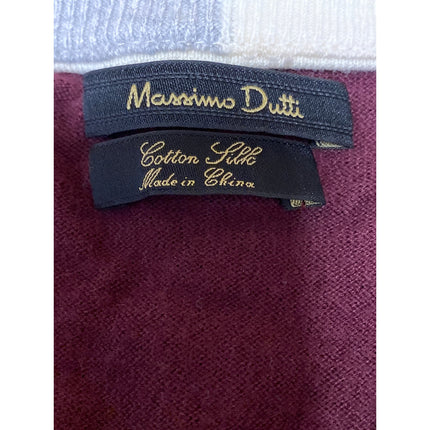 Massimo Dutti
Cotton Silk
Made in China